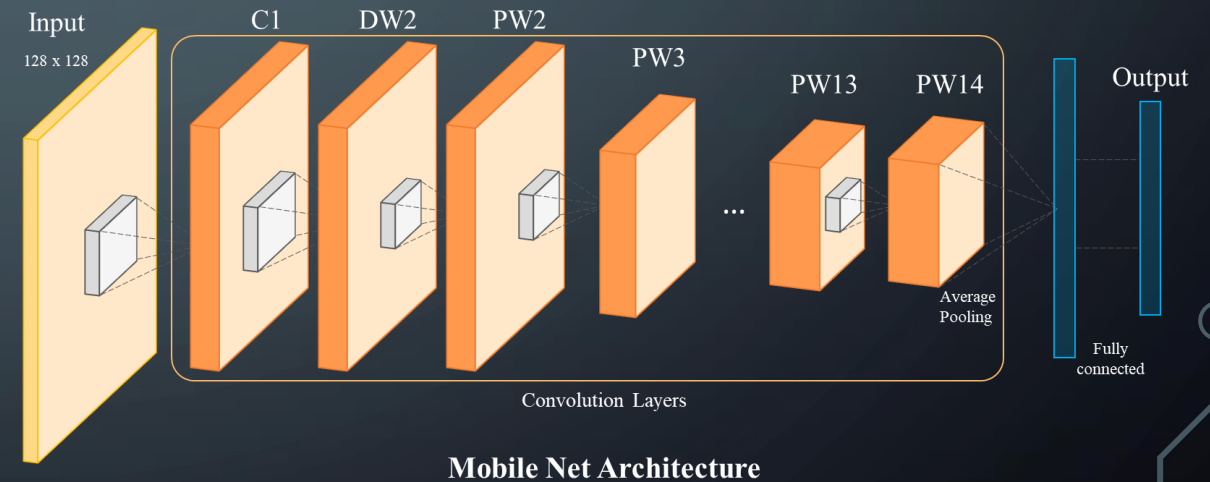 Input
128 x 128
C1
DW2
PW2
PW3
...
PW13
PW14
Average
Pooling
Fully
connected
Output
Convolution Layers
Mobile Net Architecture